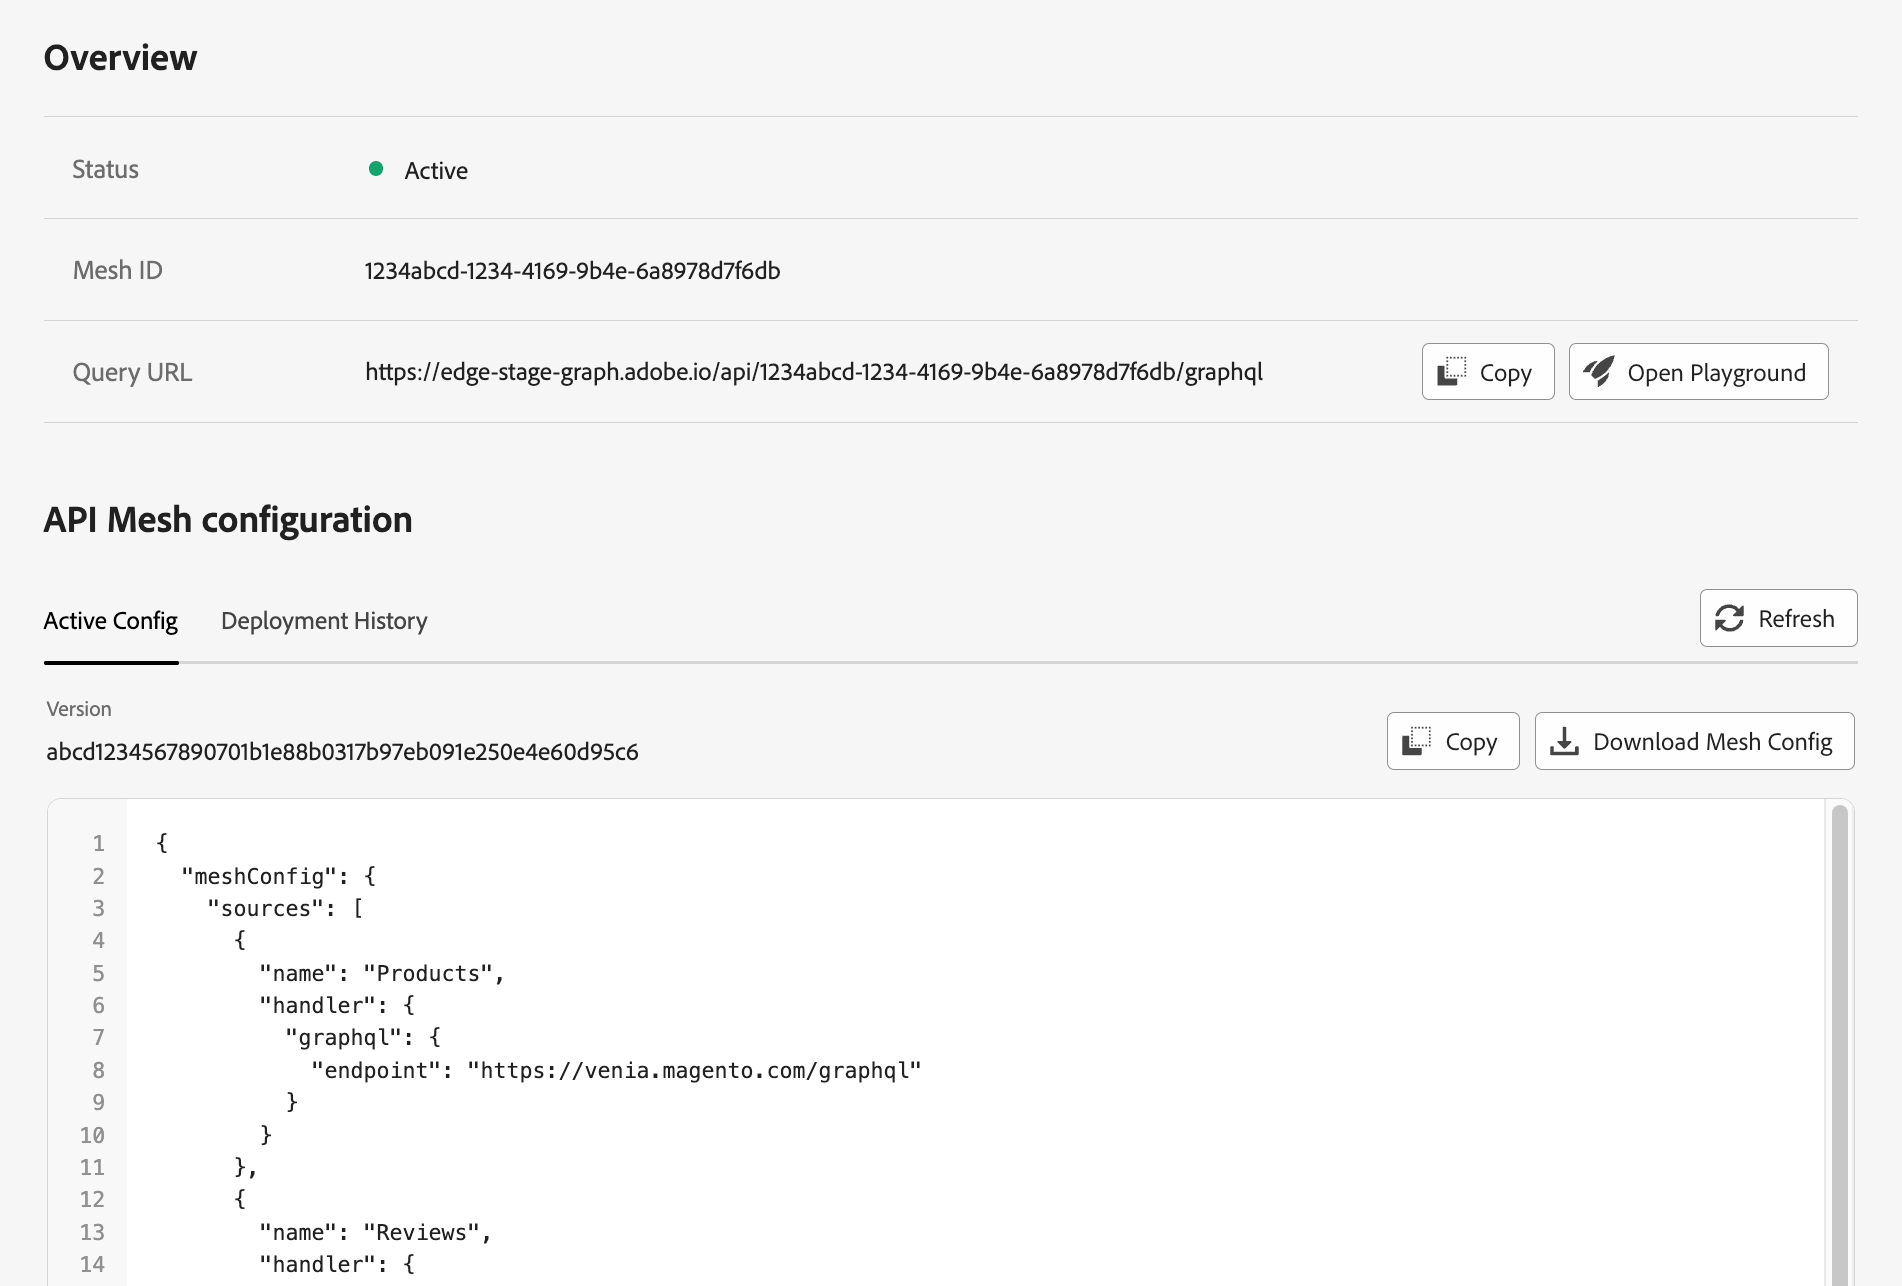 Overview
Status Active
Mesh ID 1234abcd-1234-4169-9b4e-6a8978d7f6db
Query URL https://edge-stage-graph.adobe.io/api/1234abcd-1234-4169-9b4e-6a8978d7f6db/graphql Copy Open Playground
API Mesh configuration
Active Config Deployment History Refresh
Version
abcd1234567890701b1e88b0317b97eb091e250e4e60d95c6 Copy Download Mesh Config
1 {
2 "meshConfig": {
3 "sources": [
4 {
5 "name": "Products",
6 "handler": {
7 "graphql": {
8 "endpoint": "https://venia.magento.com/graphql"
9 }
10 }
11 },
12 {
13 "name": "Reviews",
14 "handler": {